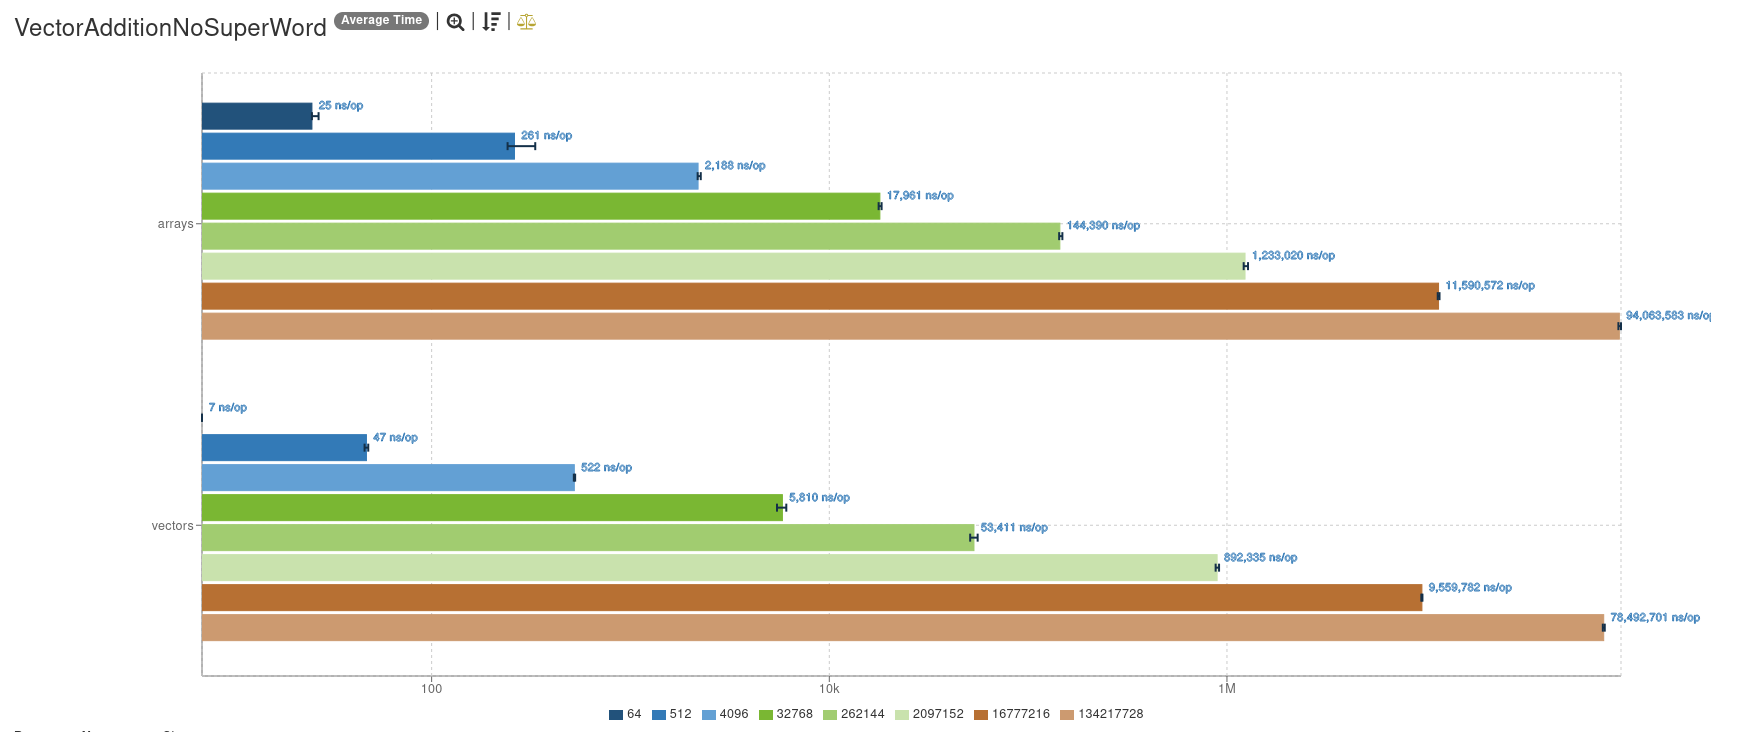 VectorAdditionNoSuperWord Average Time
25 ns/op
261 ns/op
2,188 ns/op
17,961 ns/op
arrays
144,390 ns/op
1,233,020 ns/op
11,590,572 ns/op
94,063,583 ns/op
7 ns/op
47 ns/op
522 ns/op
5,810 ns/op
vectors
53,411 ns/op
892,335 ns/op
9,559,782 ns/op
78,492,701 ns/op
100 10k 1M
64 512 4096 32768 262144 2097152 16777216 134217728